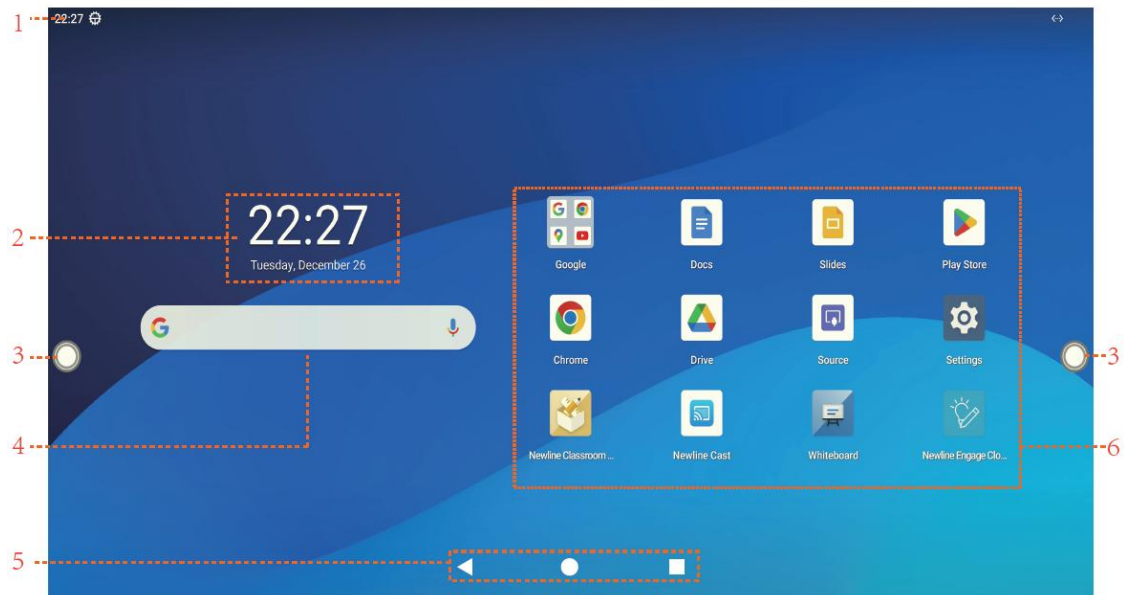 1
22:27
2
22:27
Tuesday, December 26
Google
Docs
Slides
Play Store
3
3
Chrome
Drive
Source
Settings
4
6
Newline Classroom ...
Newline Cast
Whiteboard
Newline Engage Clo...
5